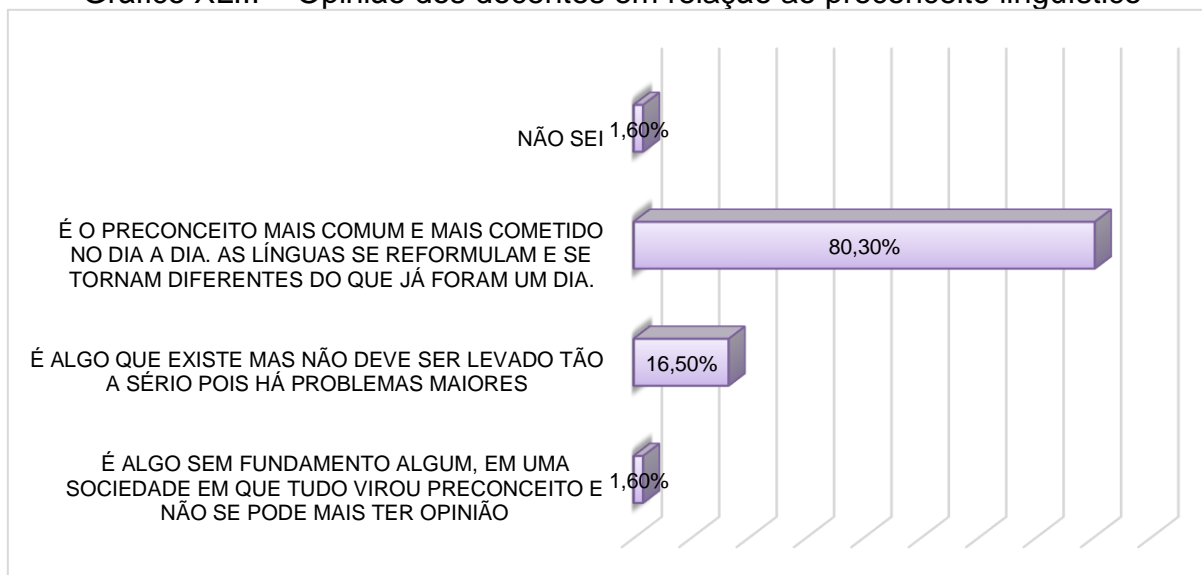 Gráfico XLIII – Opinião dos docentes em relação ao preconceito linguístico
NÃO SEI 1,60%
É O PRECONCEITO MAIS COMUM E MAIS COMETIDO
NO DIA A DIA. AS LÍNGUAS SE REFORMULAM E SE
TORNAM DIFERENTES DO QUE JÁ FORAM UM DIA.
80,30%
É ALGO QUE EXISTE MAS NÃO DEVE SER LEVADO TÃO
A SÉRIO POIS HÁ PROBLEMAS MAIORES
16,50%
É ALGO SEM FUNDAMENTO ALGUM, EM UMA
SOCIEDADE EM QUE TUDO VIROU PRECONCEITO E
NÃO SE PODE MAIS TER OPINIÃO
1,60%